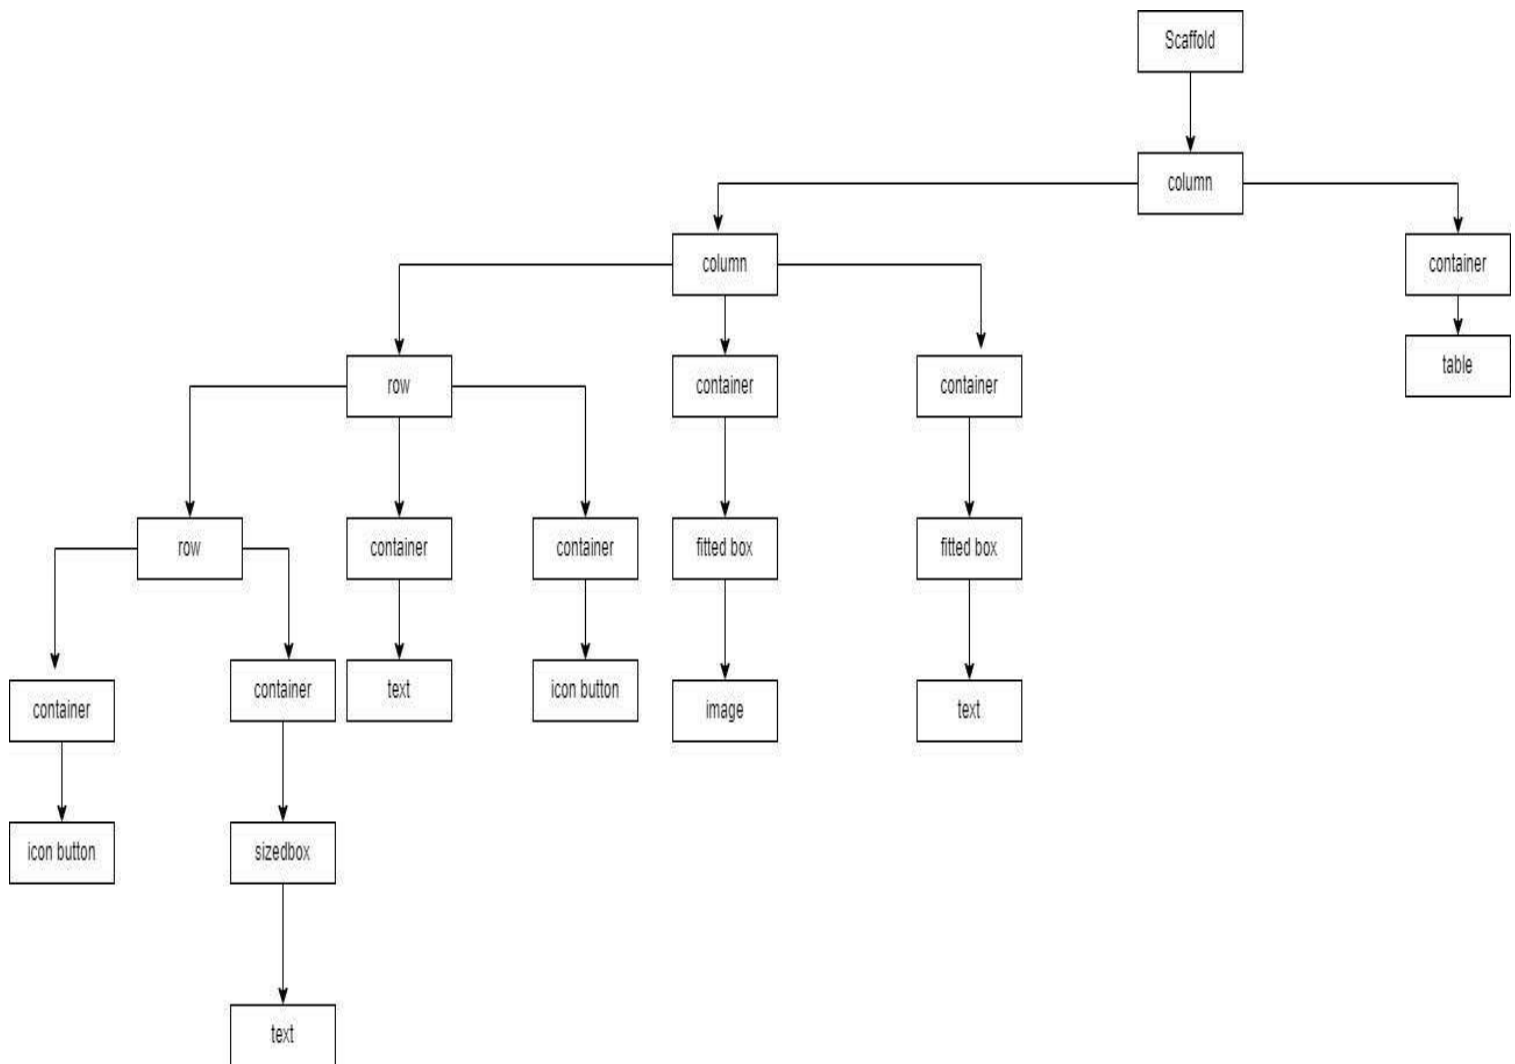 Scaffold
column
column
container
row
container
container
table
row
container
container
fitted box
fitted box
container
container
text
icon button
image
text
icon button
sizedbox
text